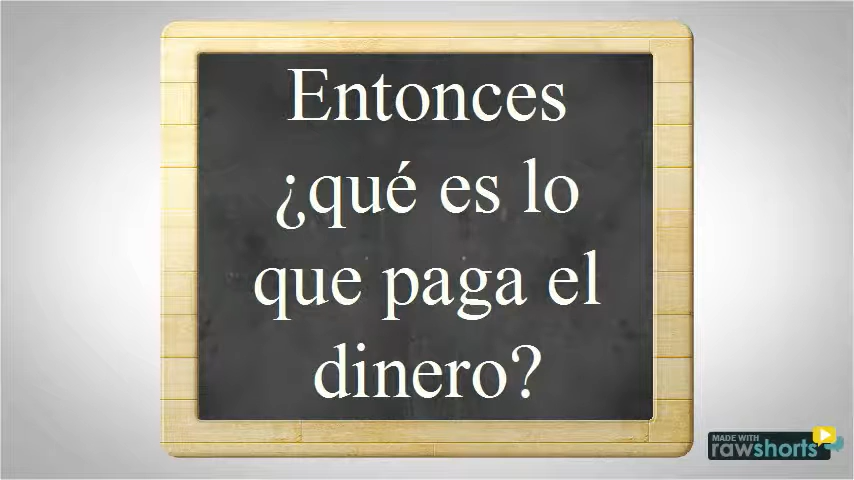 Entonces
¿qué es lo
que paga el
dinero?
MADE WITH
rawshorts